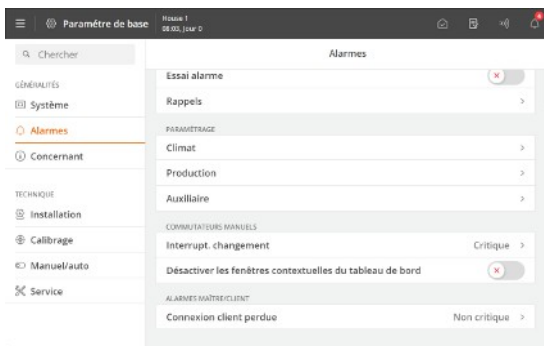 Paramétre de base
House 1
08:03, Jour 0
4
Chercher
Alarmes
GÉNÉRALITÉS
Système
Alarmes
Concernant
TECHNIQUE
Installation
Calibrage
Manuel/auto
Service
Essai alarme
Rappels
PARAMÉTRAGE
Climat
Production
Auxiliaire
COMMUTATEURS MANUELS
Interrupt. changement Critique
Désactiver les fenêtres contextuelles du tableau de bord
ALARMES MAÎTRE/CLIENT
Connexion client perdue Non critique